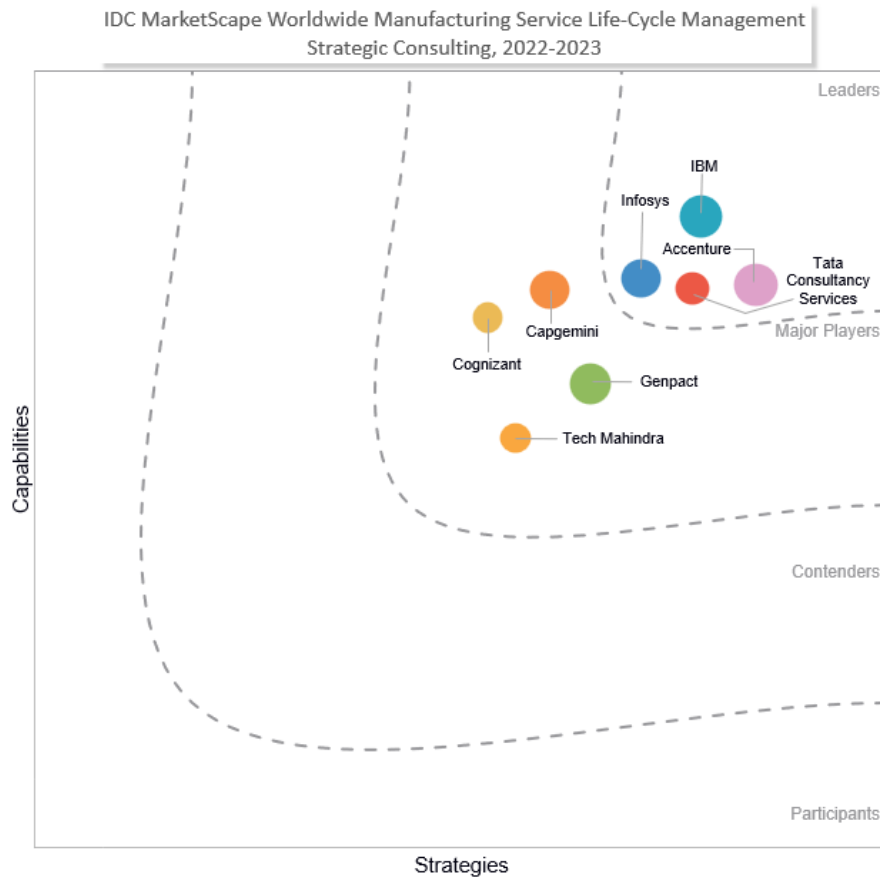 IDC MarketScape Worldwide Manufacturing Service Life-Cycle Management
Strategic Consulting, 2022-2023
Leaders
IBM
Infosys
Accenture
Tata
Consultancy
Services
Capgemini
Major Players
Cognizant
Genpact
Tech Mahindra
Capabilities
Contenders
Participants
Strategies